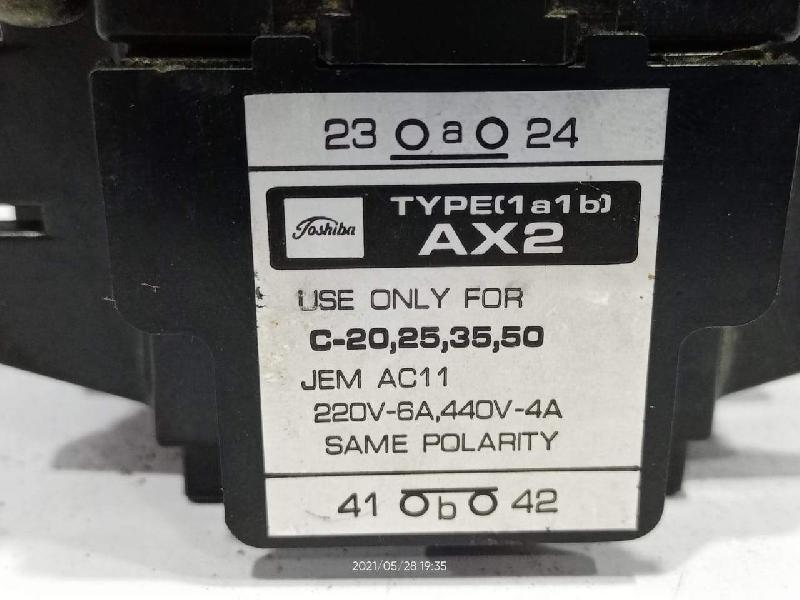 23 a 24
TYPE(1a1b)
Toshiba
AX2
USE ONLY FOR
C-20,25,35,50
JEM AC11
220V-6A,440V-4A
SAME POLARITY
41 b 42
2021/05/28 19:35